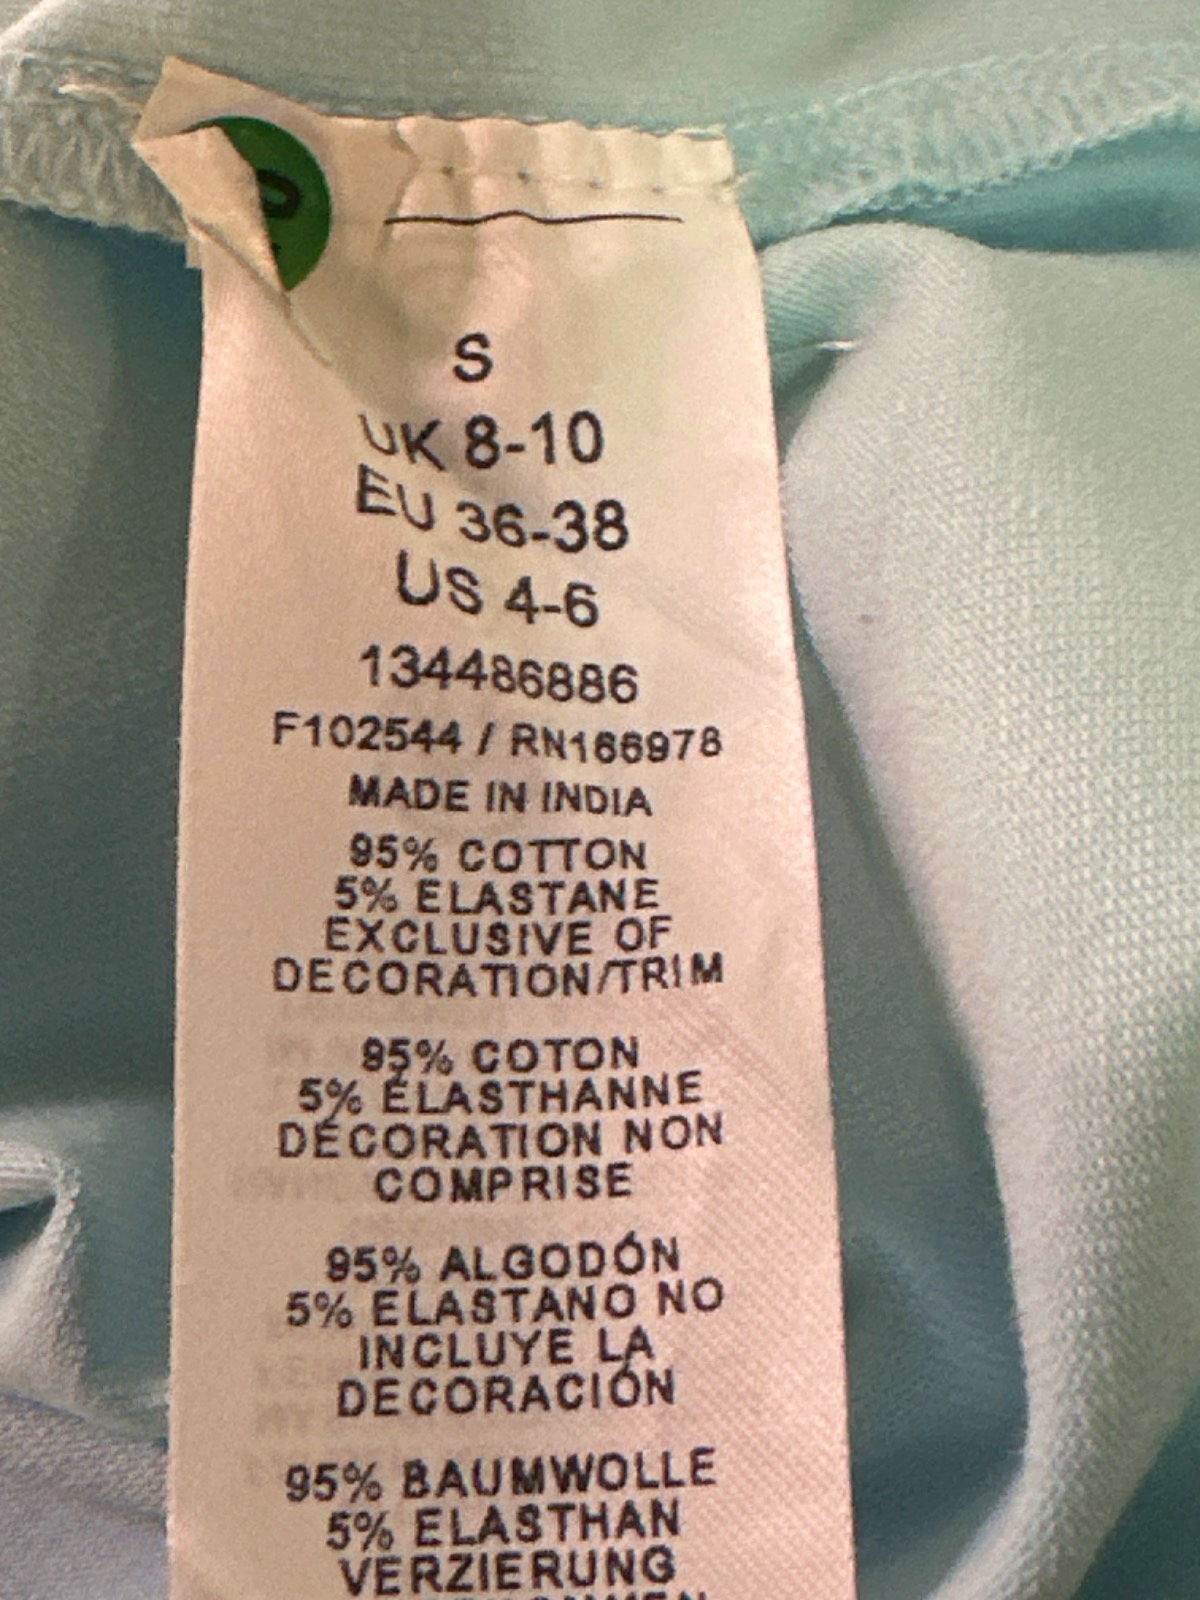 S
UK 8-10
EU 36-38
US 4-6
134486886
F102544 / RN166978
MADE IN INDIA
95% COTTON
5% ELASTANE
EXCLUSIVE OF
DECORATION/TRIM
95% COTON
5% ÉLASTHANNE
DÉCORATION NON
COMPRISE
95% ALGODÓN
5% ELASTANO NO
INCLUYE LA
DECORACIÓN
95% BAUMWOLLE
5% ELASTHAN
VERZIERUNG